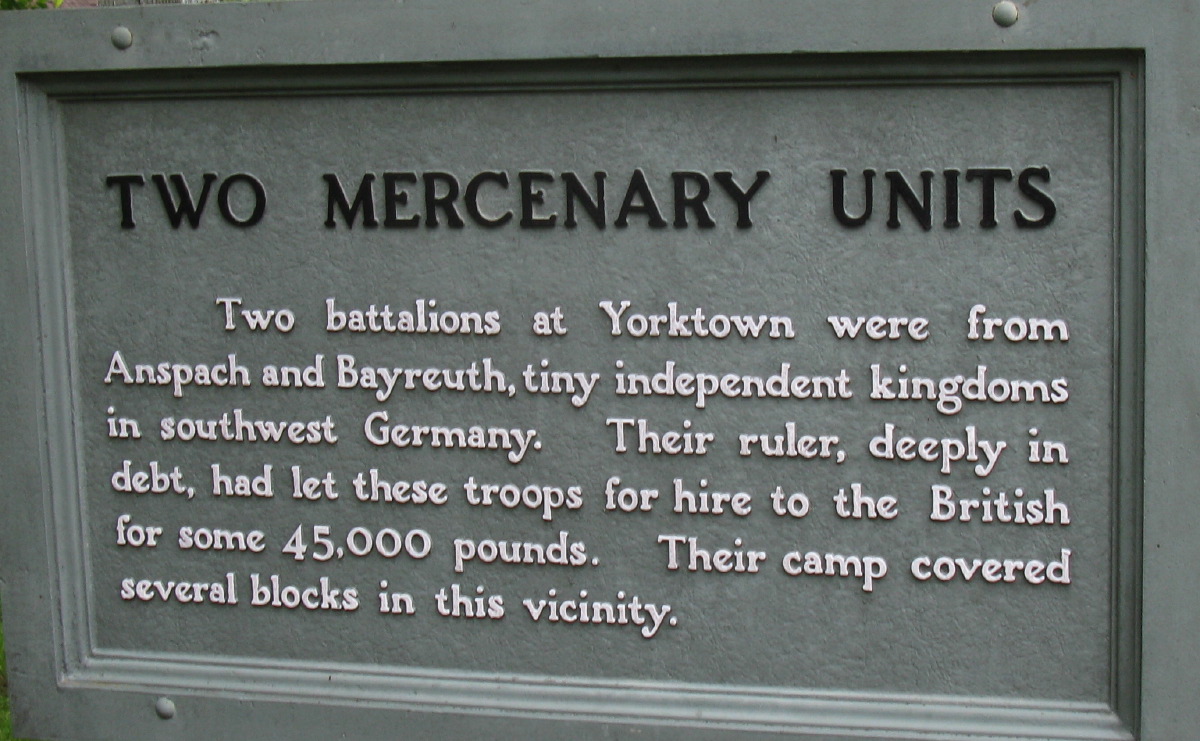 TWO MERCENARY UNITS
Two battalions at Yorktown were from
Anspach and Bayreuth, tiny independent kingdoms
in southwest Germany. Their ruler, deeply in
debt, had let these troops for hire to the British
for some 45,000 pounds. Their camp covered
several blocks in this vicinity.